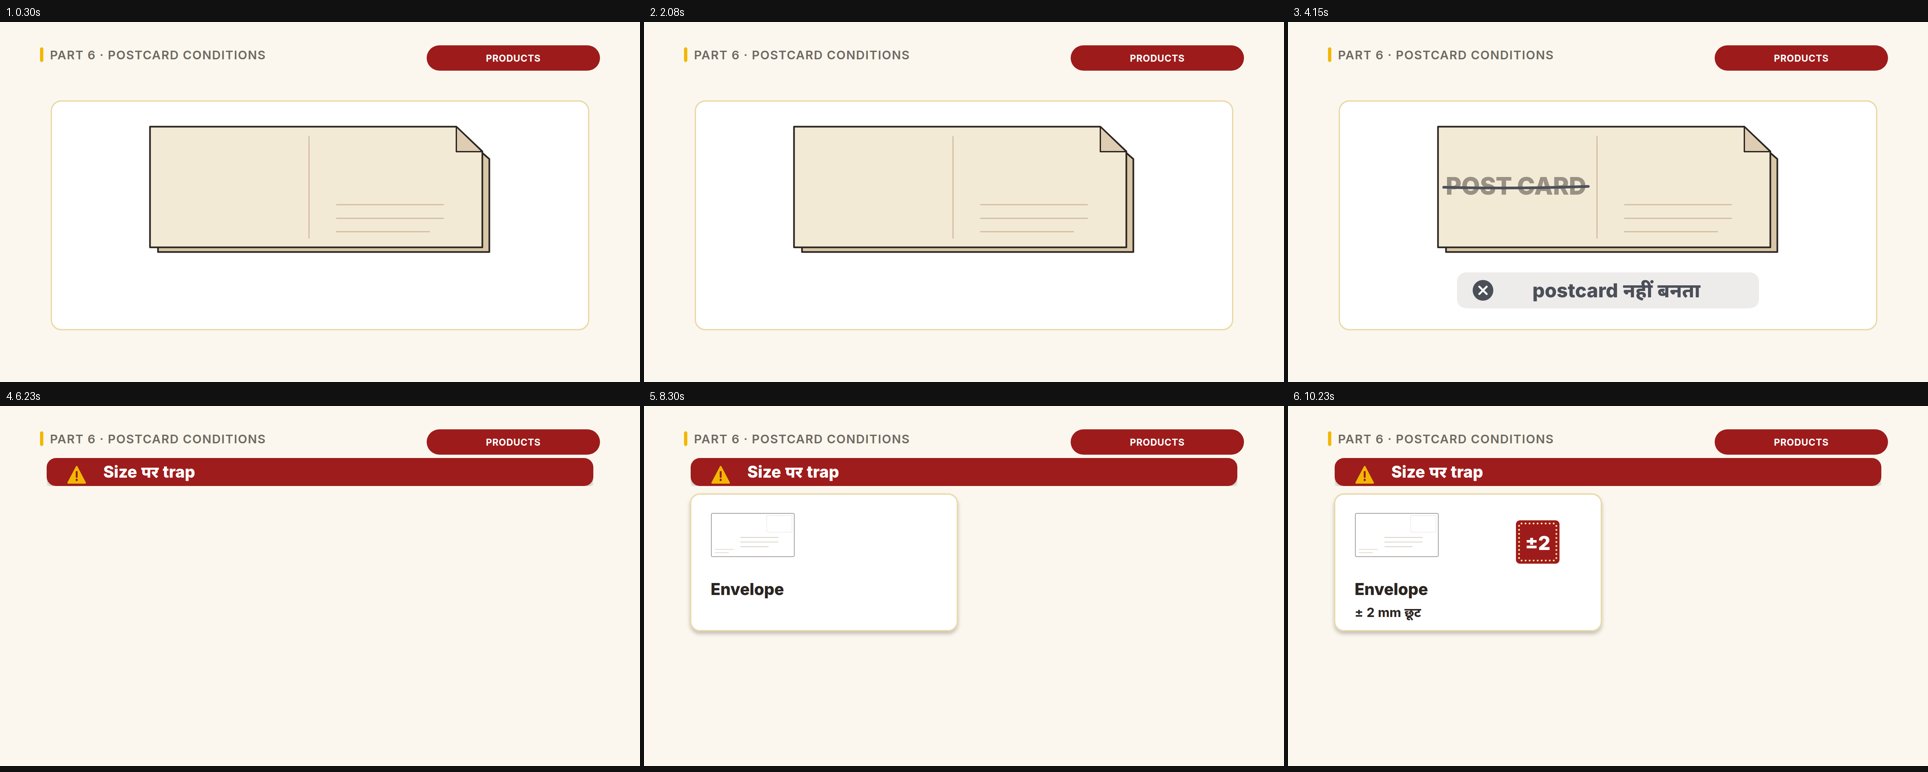 1. 0.30s
PART 6 · POSTCARD CONDITIONS
PRODUCTS
2. 2.08s
PART 6 · POSTCARD CONDITIONS
PRODUCTS
3. 4.15s
PART 6 · POSTCARD CONDITIONS
PRODUCTS
POST CARD
postcard नहीं बनता
4. 6.23s
PART 6 · POSTCARD CONDITIONS
PRODUCTS
Size पर trap
5. 8.30s
PART 6 · POSTCARD CONDITIONS
PRODUCTS
Size पर trap
Envelope
6. 10.23s
PART 6 · POSTCARD CONDITIONS
PRODUCTS
Size पर trap
±2
Envelope
± 2 mm छूट